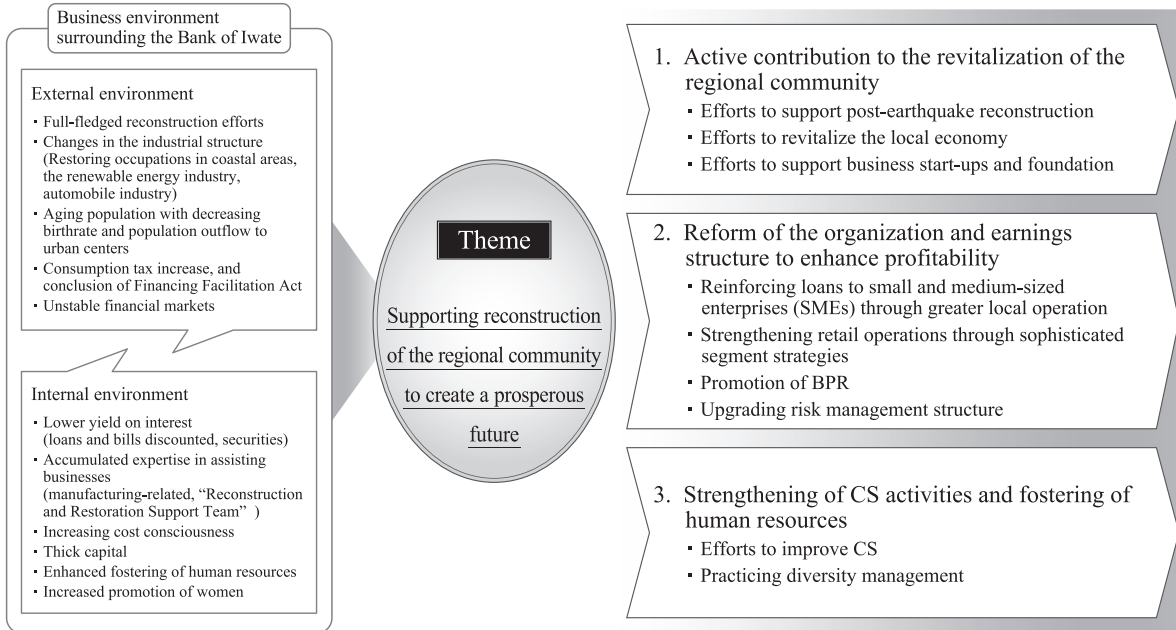 Business environment
surrounding the Bank of Iwate
External environment
・Full-fledged reconstruction efforts
・Changes in the industrial structure
(Restoring occupations in coastal areas,
the renewable energy industry,
automobile industry)
・Aging population with decreasing
birthrate and population outflow to
urban centers
・Consumption tax increase, and
conclusion of Financing Facilitation Act
・Unstable financial markets
Internal environment
・Lower yield on interest
(loans and bills discounted, securities)
・Accumulated expertise in assisting
businesses
(manufacturing-related, “Reconstruction
and Restoration Support Team” )
・Increasing cost consciousness
・Thick capital
・Enhanced fostering of human resources
・Increased promotion of women
Theme
Supporting reconstruction
of the regional community
to create a prosperous
future
1. Active contribution to the revitalization of the
regional community
・Efforts to support post-earthquake reconstruction
・Efforts to revitalize the local economy
・Efforts to support business start-ups and foundation
2. Reform of the organization and earnings
structure to enhance profitability
・Reinforcing loans to small and medium-sized
enterprises (SMEs) through greater local operation
・Strengthening retail operations through sophisticated
segment strategies
・Promotion of BPR
・Upgrading risk management structure
3. Strengthening of CS activities and fostering of
human resources
・Efforts to improve CS
・Practicing diversity management